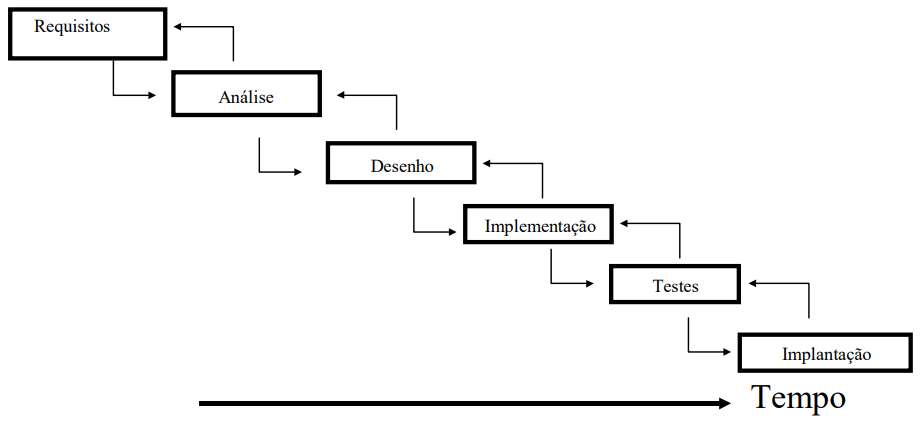 Requisitos
Análise
Desenho
Implementação
Testes
Implantação
Tempo